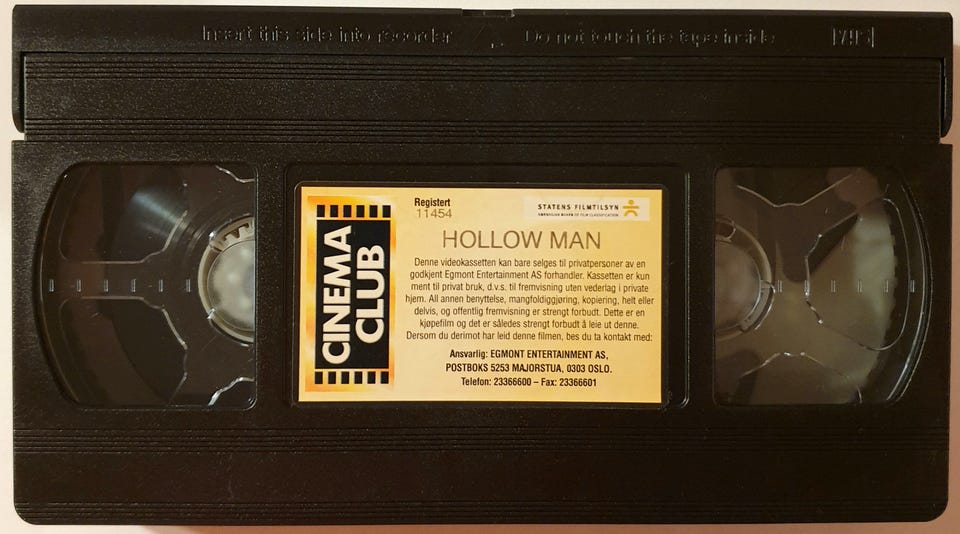 Insert this side into recorder
Do not touch the tape inside
VHS
CINEMA
CLUB
Registert
11454
STATENS FILMTILSYN
NORWEGIAN BOARD OF FILM CLASSIFICATION
HOLLOW MAN
Denne videokassetten kan bare selges til privatpersoner av en
godkjent Egmont Entertainment AS forhandler. Kassetten er kun
ment til privat bruk, d.v.s. til fremvisning uten vederlag i private
hjem. All annen benyttelse, mangfoldiggjøring, kopiering, helt eller
delvis, og offentlig fremvisning er strengt forbudt. Dette er en
kjøpefilm og det er således strengt forbudt å leie ut denne.
Dersom du derimot har leid denne filmen, bes du ta kontakt med:
Ansvarlig: EGMONT ENTERTAINMENT AS,
POSTBOKS 5253 MAJORSTUA, 0303 OSLO.
Telefon: 23366600 – Fax: 23366601